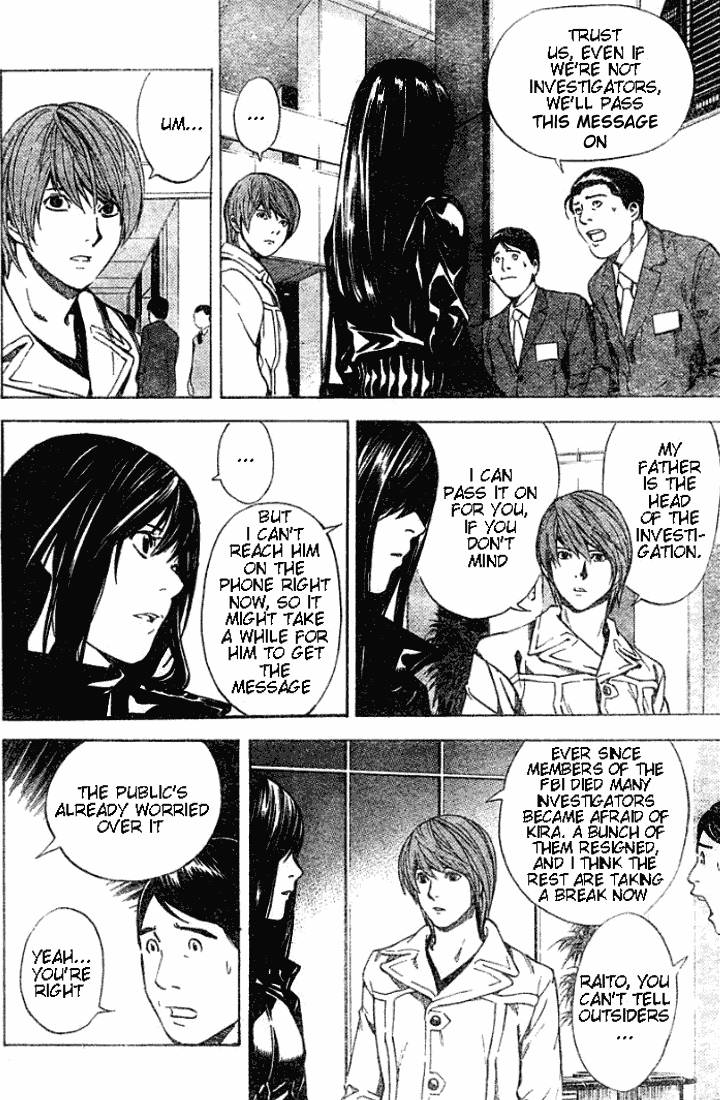 TRUST
US, EVEN IF
WE'RE NOT
INVESTIGATORS,
WE'LL PASS
THIS MESSAGE
ON
...
UM...
MY
FATHER
IS THE
HEAD
OF THE
INVESTI-
GATION.
I CAN
PASS IT ON
FOR YOU,
IF YOU
DON'T
MIND
...
BUT
I CAN'T
REACH HIM
ON THE
PHONE RIGHT
NOW, SO IT
MIGHT TAKE
A WHILE FOR
HIM TO GET
THE
MESSAGE
EVER SINCE
MEMBERS OF THE
FBI DIED MANY
INVESTIGATORS
BECAME AFRAID OF
KIRA. A BUNCH OF
THEM RESIGNED,
AND I THINK THE
REST ARE TAKING
A BREAK NOW
RAITO, YOU
CAN'T TELL
OUTSIDERS
...
THE PUBLIC'S
ALREADY WORRIED
OVER IT
YEAH...
YOU'RE
RIGHT